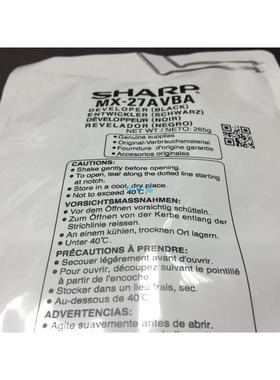 SHARP
MX-27AVBA
DEVELOPER (BLACK)
ENTWICKLER (SCHWARZ)
DÉVELOPPEUR (NOIR)
REVELADOR (NEGRO)
NET WT / NETO: 265g
• Genuine supplies
• Original-Verbrauchsmaterial
• Fourniture d'origine garantie
• Accesorios originales
CAUTIONS:
• Shake gently before opening.
• To open, tear along the dotted line starting
at notch.
• Store in a cool, dry place.
• Not to exceed 40°C
VORSICHTSMASSNAHMEN:
• Vor dem Öffnen vorsichtig schütteln.
• Zum Öffnen von der Kerbe entlang der
Strichlinie reissen.
• An einem kühlen, trocknen Ort lagern.
• Unter 40°C
PRÉCAUTIONS À PRENDRE:
• Secouer légérement avant d'ouvrir.
• Pour ouvrir, découpez suivant le pointillé
à partir de l'encoche.
• Stocker dans un lieu frais, sec.
• Au-dessous de 40°C
ADVERTENCIAS:
• Agite suavemente antes de abrir.